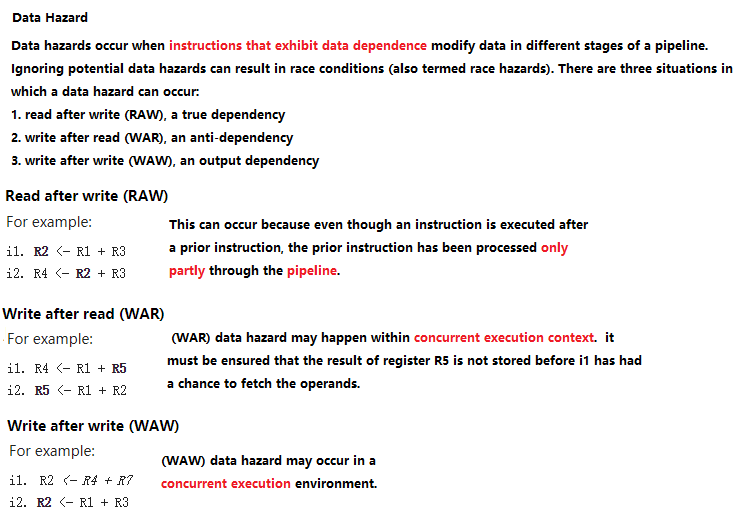 Data Hazard
Data hazards occur when instructions that exhibit data dependence modify data in different stages of a pipeline.
Ignoring potential data hazards can result in race conditions (also termed race hazards). There are three situations in
which a data hazard can occur:
1. read after write (RAW), a true dependency
2. write after read (WAR), an anti-dependency
3. write after write (WAW), an output dependency
Read after write (RAW)
For example:
i1. R2 <- R1 + R3
i2. R4 <- R2 + R3
This can occur because even though an instruction is executed after
a prior instruction, the prior instruction has been processed only
partly through the pipeline.
Write after read (WAR)
For example:
i1. R4 <- R1 + R5
i2. R5 <- R1 + R2
(WAR) data hazard may happen within concurrent execution context. it
must be ensured that the result of register R5 is not stored before i1 has had
a chance to fetch the operands.
Write after write (WAW)
For example:
i1. R2 <- R4 + R7
i2. R2 <- R1 + R3
(WAW) data hazard may occur in a
concurrent execution environment.